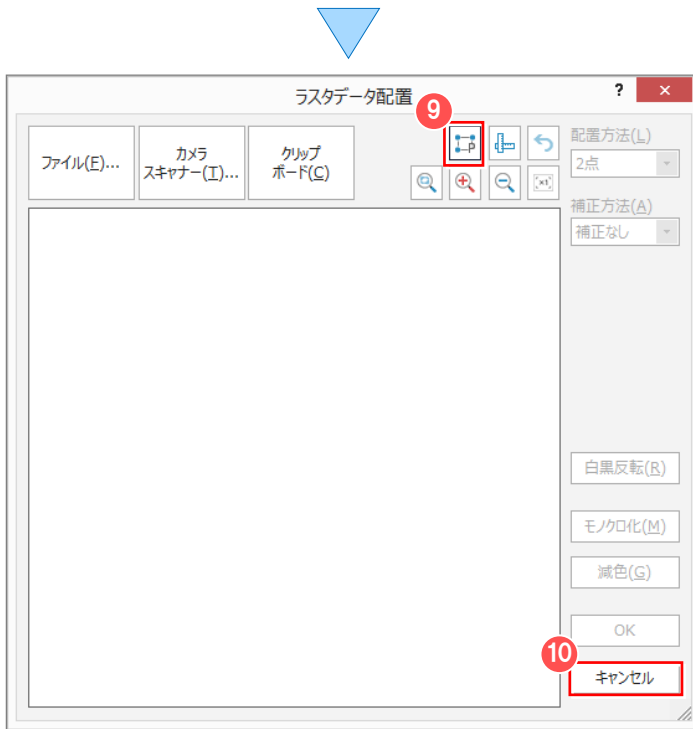 ラスタデータ配置
?
×
9
ファイル(F)...
カメラ
スキャナー(T)...
クリップ
ボード(C)
P
×1
配置方法(L)
2点
補正方法(A)
補正なし
白黒反転(R)
モノクロ化(M)
減色(G)
OK
10
キャンセル